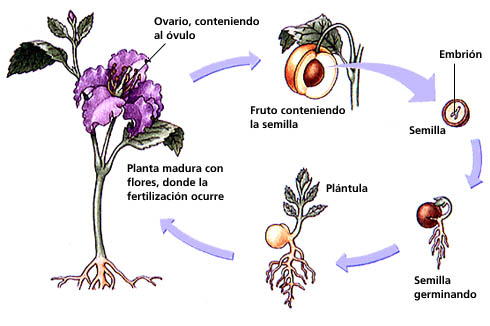 Ovario, conteniendo
al óvulo
Fruto conteniendo
la semilla
Embrión
Semilla
Semilla
germinando
Plántula
Planta madura con
flores, donde la
fertilización ocurre